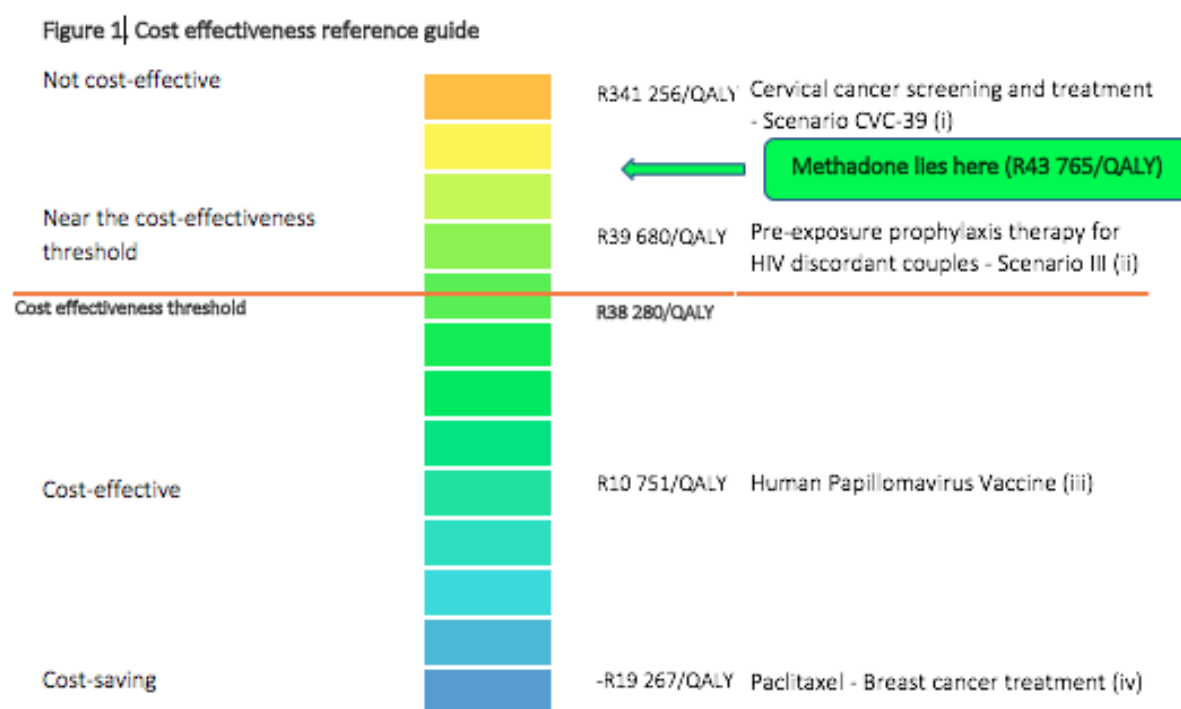 Figure 1. Cost effectiveness reference guide
Not cost-effective
R341 256/QALY Cervical cancer screening and treatment
- Scenario CVC-39 (i)
Methadone lies here (R43 765/QALY)
Near the cost-effectiveness
threshold
R39 680/QALY Pre-exposure prophylaxis therapy for
HIV discordant couples - Scenario III (ii)
Cost effectiveness threshold R38 280/QALY
Cost-effective R10 751/QALY Human Papillomavirus Vaccine (iii)
Cost-saving -R19 267/QALY Paclitaxel - Breast cancer treatment (iv)